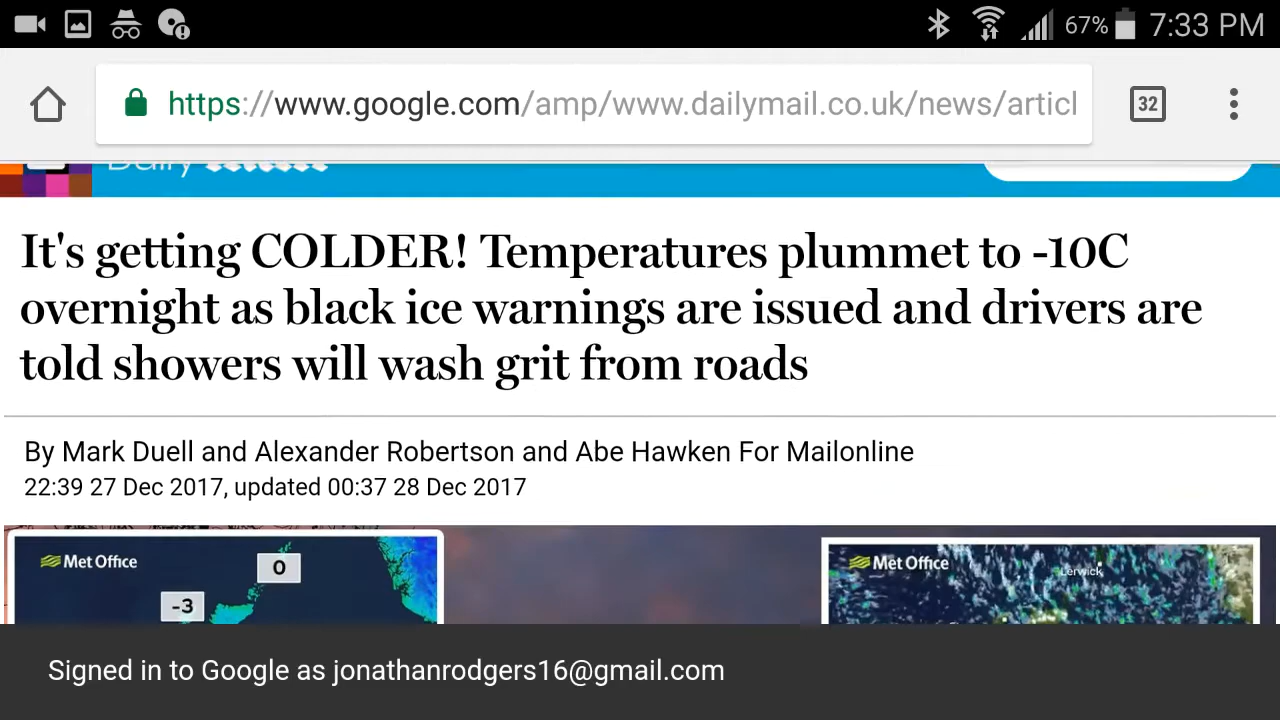 67% 7:33 PM
https://www.google.com/amp/www.dailymail.co.uk/news/articl
32
Daily
It's getting COLDER! Temperatures plummet to -10C
overnight as black ice warnings are issued and drivers are
told showers will wash grit from roads
By Mark Duell and Alexander Robertson and Abe Hawken For Mailonline
22:39 27 Dec 2017, updated 00:37 28 Dec 2017
Met Office
0
-3
Met Office
Lerwick
Signed in to Google as jonathanrodgers16@gmail.com